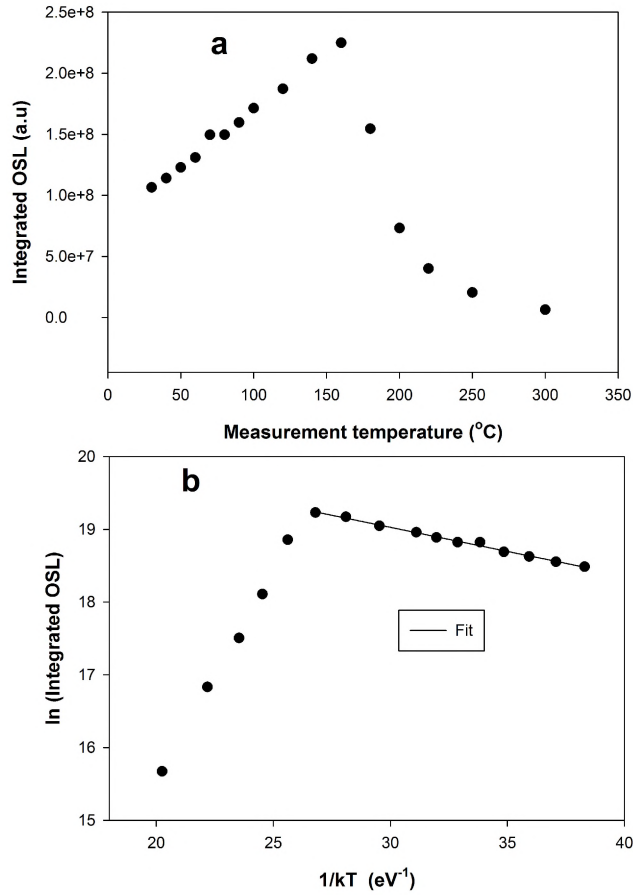 a
2.5e+8
2.0e+8
1.5e+8
1.0e+8
5.0e+7
0.0
Integrated OSL (a.u)
0 50 100 150 200 250 300 350
Measurement temperature (°C)
b
20
19
18
17
16
15
ln (Integrated OSL)
Fit
20 25 30 35 40
1/kT (eV⁻¹)